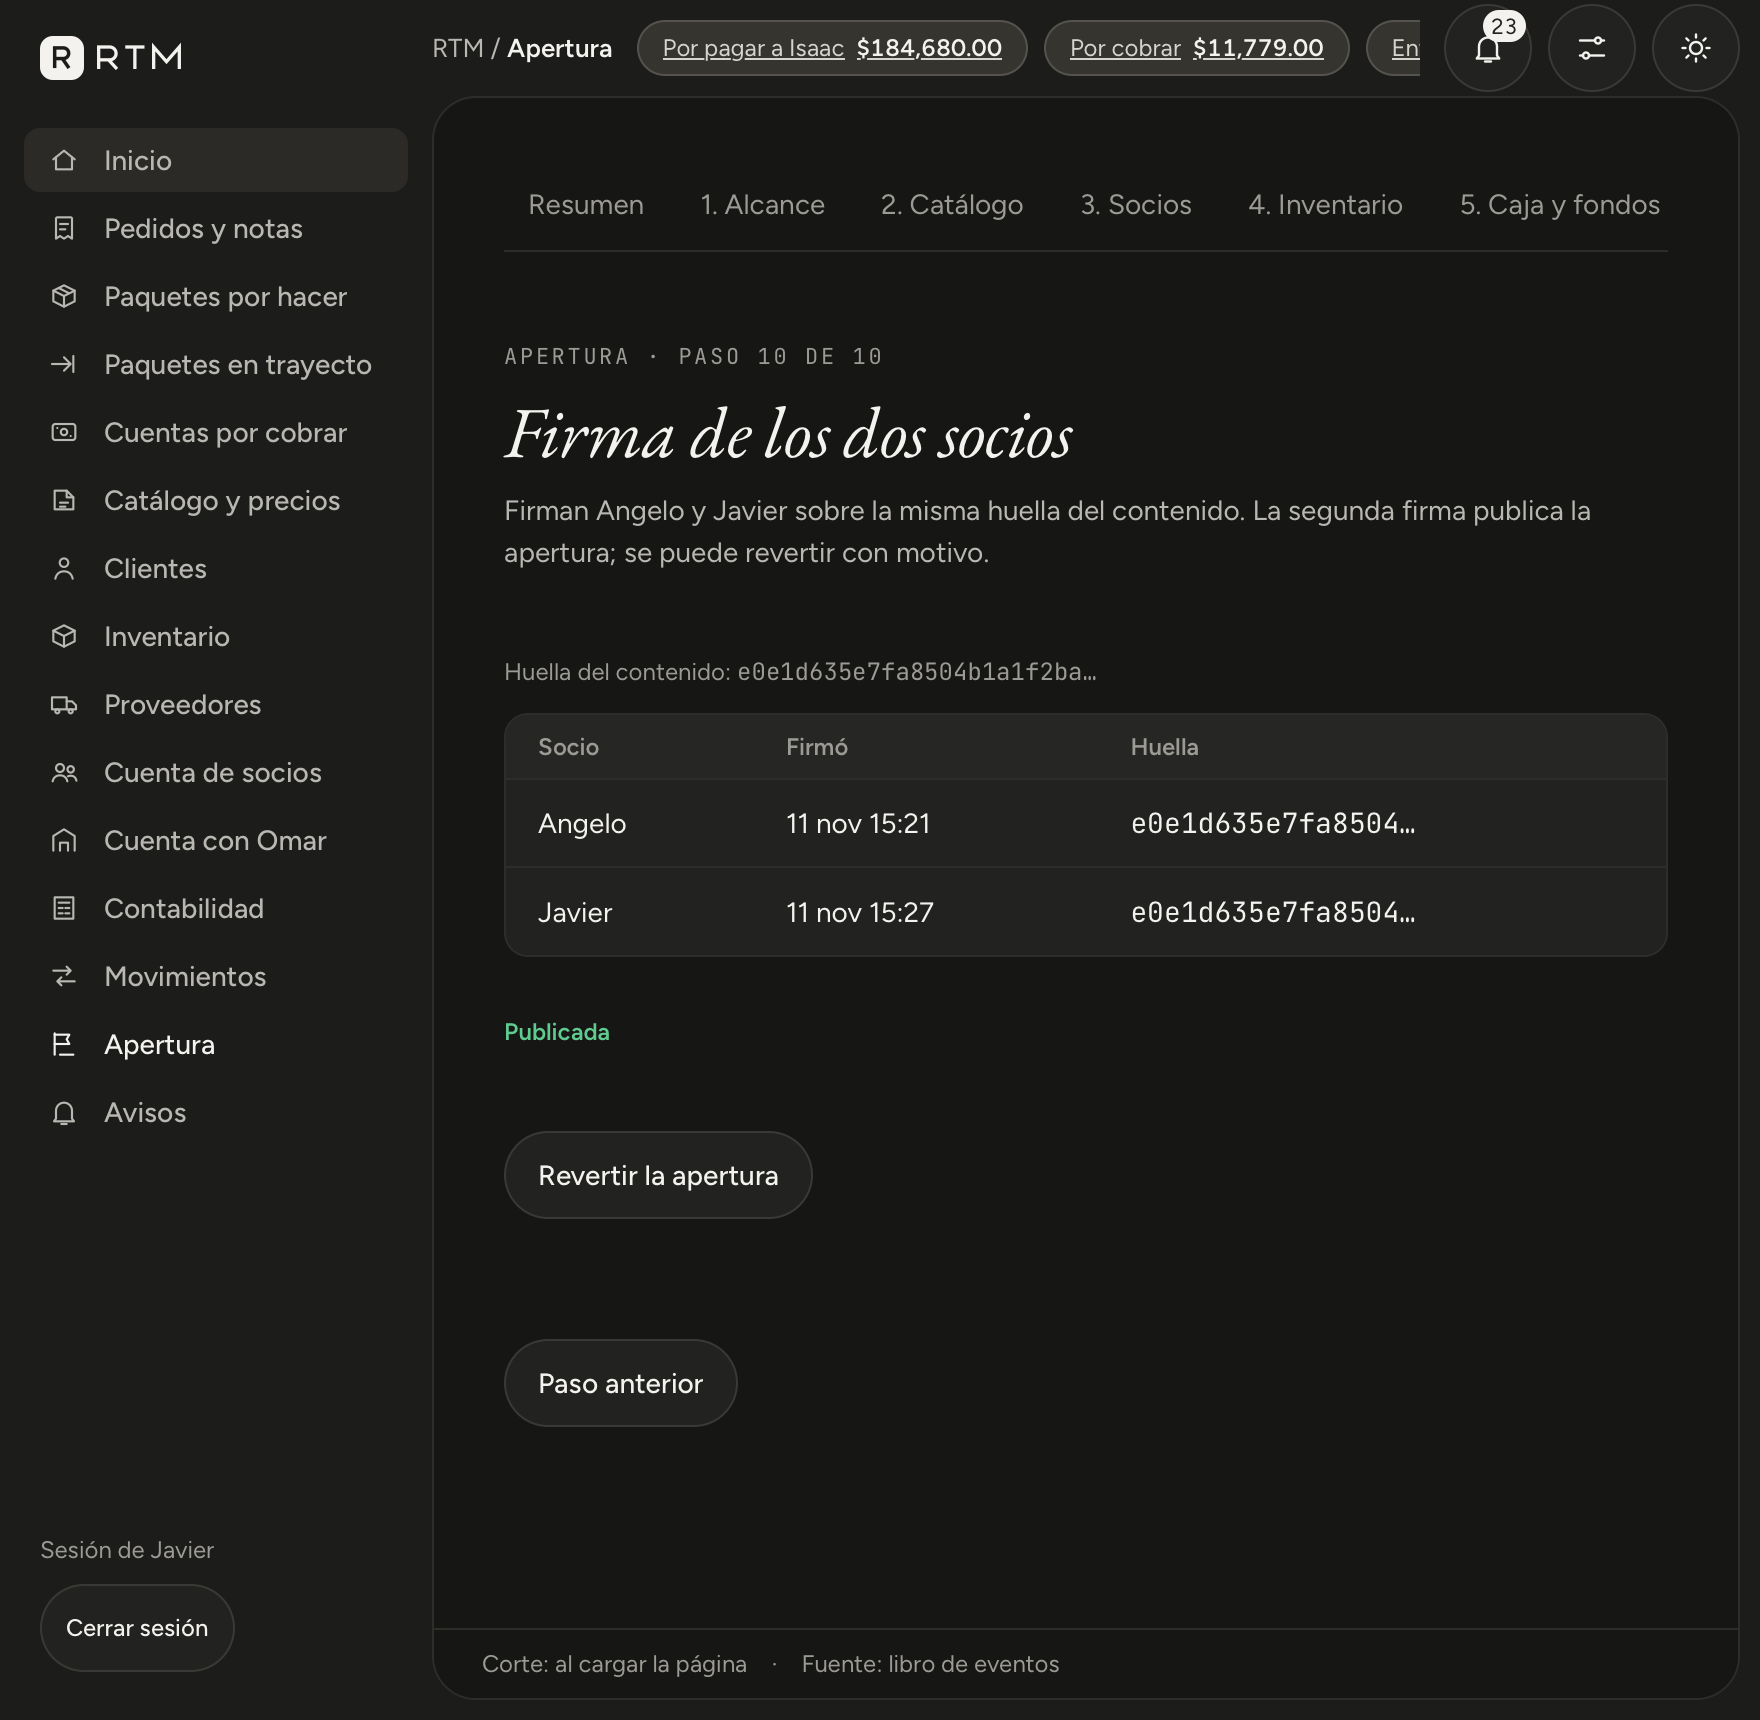 R RTM
Inicio
Pedidos y notas
Paquetes por hacer
Paquetes en trayecto
Cuentas por cobrar
Catálogo y precios
Clientes
Inventario
Proveedores
Cuenta de socios
Cuenta con Omar
Contabilidad
Movimientos
Apertura
Avisos
Sesión de Javier
Cerrar sesión
RTM / Apertura
Por pagar a Isaac $184,680.00
Por cobrar $11,779.00
23
Resumen 1. Alcance 2. Catálogo 3. Socios 4. Inventario 5. Caja y fondos
APERTURA · PASO 10 DE 10
Firma de los dos socios
Firman Angelo y Javier sobre la misma huella del contenido. La segunda firma publica la
apertura; se puede revertir con motivo.
Huella del contenido: e0e1d635e7fa8504b1a1f2ba…
Socio Firmó Huella
Angelo 11 nov 15:21 e0e1d635e7fa8504…
Javier 11 nov 15:27 e0e1d635e7fa8504…
Publicada
Revertir la apertura
Paso anterior
Corte: al cargar la página · Fuente: libro de eventos